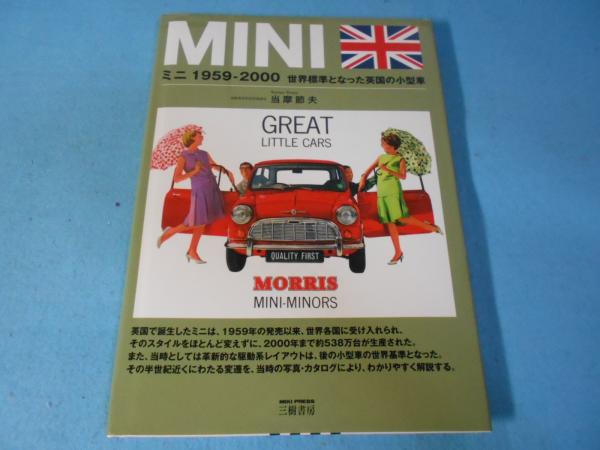 MINI
ミニ 1959-2000 世界標準となった英国の小型車
当摩節夫
GREAT
LITTLE CARS
QUALITY FIRST
MORRIS
MINI-MINORS
英国で誕生したミニは、1959年の発売以来、世界各国に受け入れられ、
そのスタイルをほとんど変えずに、2000年まで約538万台が生産された。
また、当時としては革新的な駆動系レイアウトは、後の小型車の世界基準となった。
その半世紀近くにわたる変遷を、当時の写真・カタログにより、わかりやすく解説する。
MIKI PRESS
三樹書房